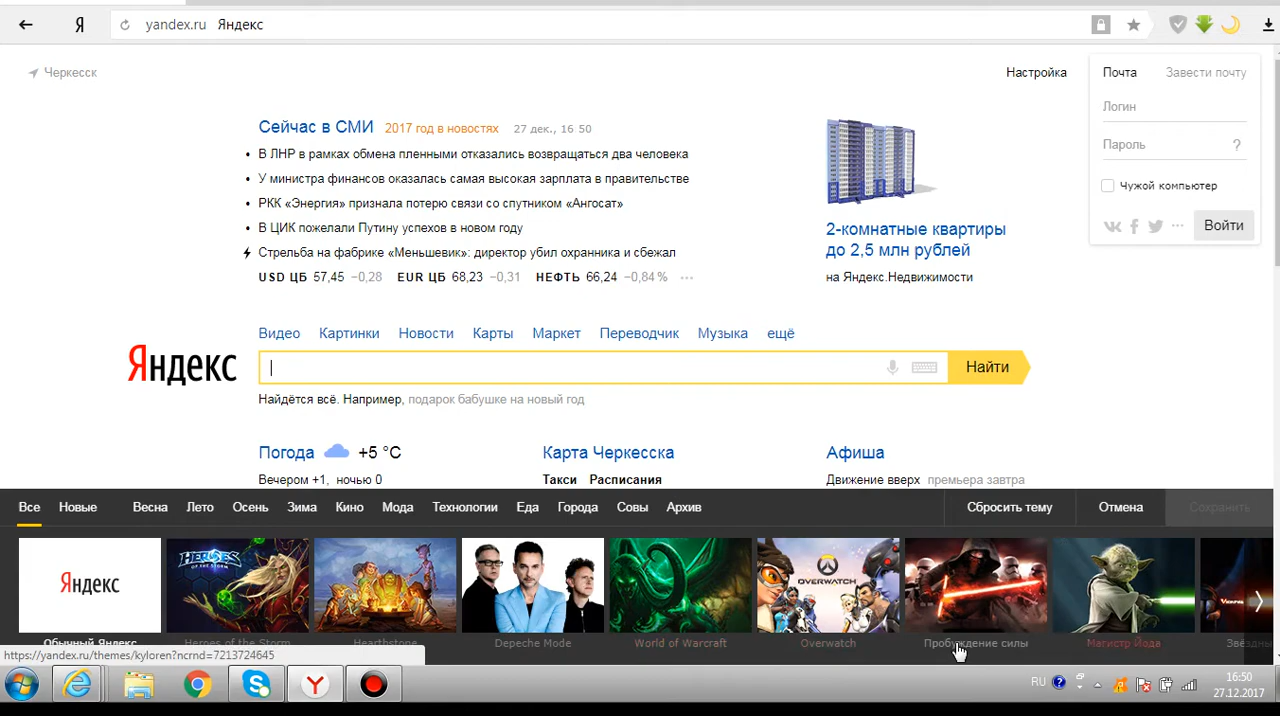 Я yandex.ru Яндекс
Черкесск
Настройка
Почта Завести почту
Логин
Пароль ?
Чужой компьютер
Войти
Сейчас в СМИ 2017 год в новостях 27 дек., 16 50
В ЛНР в рамках обмена пленными отказались возвращаться два человека
У министра финансов оказалась самая высокая зарплата в правительстве
РКК «Энергия» признала потерю связи со спутником «Ангосат»
В ЦИК пожелали Путину успехов в новом году
Стрельба на фабрике «Меньшевик»: директор убил охранника и сбежал
USD ЦБ 57,45 −0,28 EUR ЦБ 68,23 −0,31 НЕФТЬ 66,24 −0,84 % ···
2-комнатные квартиры
до 2,5 млн рублей
на Яндекс.Недвижимости
Видео Картинки Новости Карты Маркет Переводчик Музыка ещё
Яндекс
Найти
Найдётся всё. Например, подарок бабушке на новый год
Погода +5 °C
Вечером +1, ночью 0
Карта Черкесска
Такси Расписания
Афиша
Движение вверх премьера завтра
Все Новые Весна Лето Осень Зима Кино Мода Технологии Еда Города Совы Архив Сбросить тему Отмена Сохранить
Яндекс
HEROES
OF THE STORM
OVERWATCH
Обычный Яндекс Heroes of the Storm Hearthstone Depeche Mode World of Warcraft Overwatch Пробуждение силы Магистр Йода
https://yandex.ru/themes/kyloren?ncrnd=7213724645
RU
16:50
27.12.2017